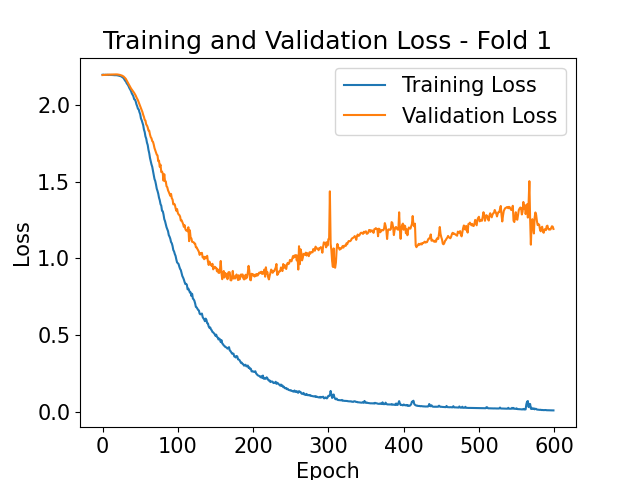 Training and Validation Loss - Fold 1
Training Loss
Validation Loss
Loss
2.0
1.5
1.0
0.5
0.0
0 100 200 300 400 500 600
Epoch